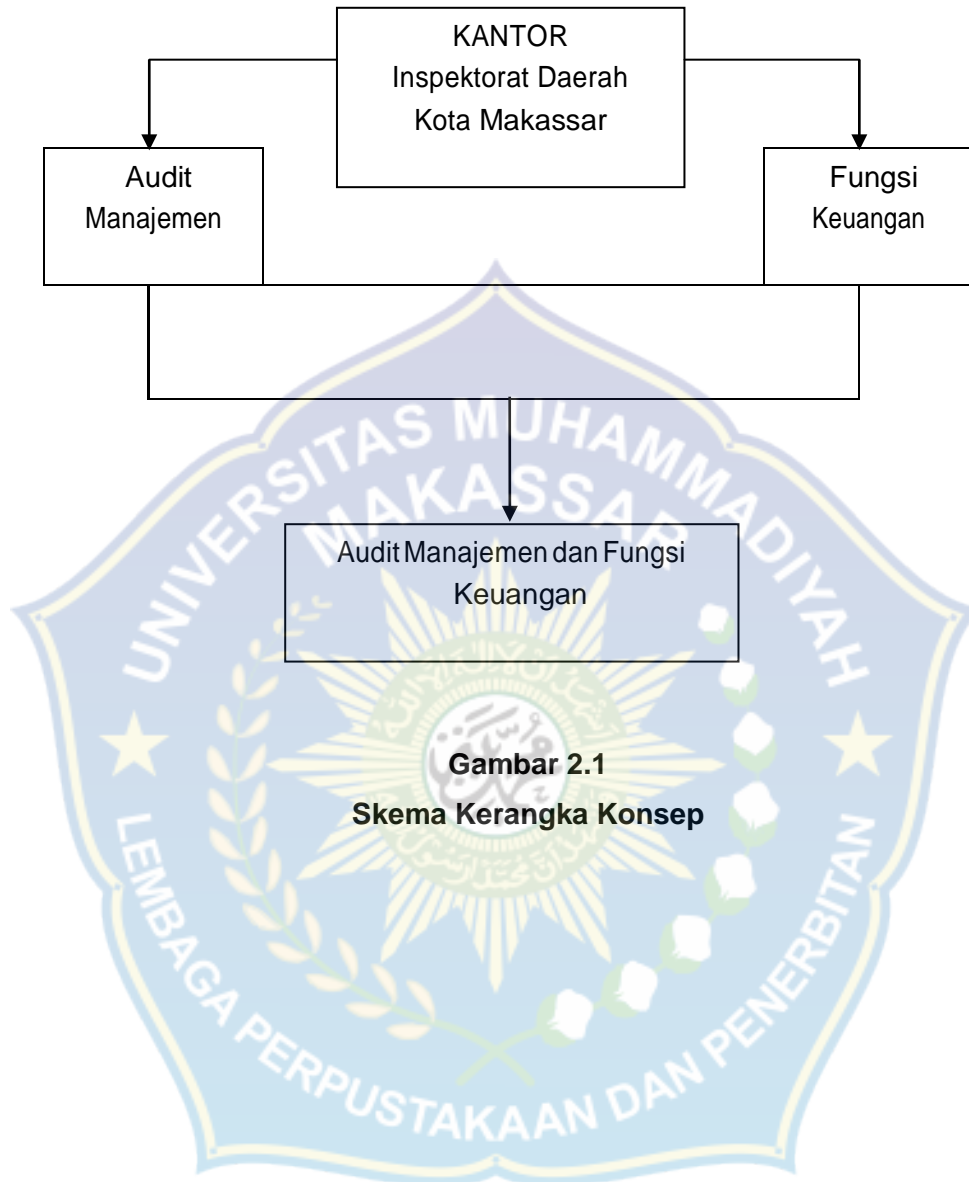 KANTOR
Inspektorat Daerah
Kota Makassar
Audit
Manajemen
Fungsi
Keuangan
UNIVERSITAS MUHAMMADIYAH
MAKASSAR
Audit Manajemen dan Fungsi
Keuangan
Gambar 2.1
Skema Kerangka Konsep
LEMBAGA PERPUSTAKAAN DAN PENERBITAN